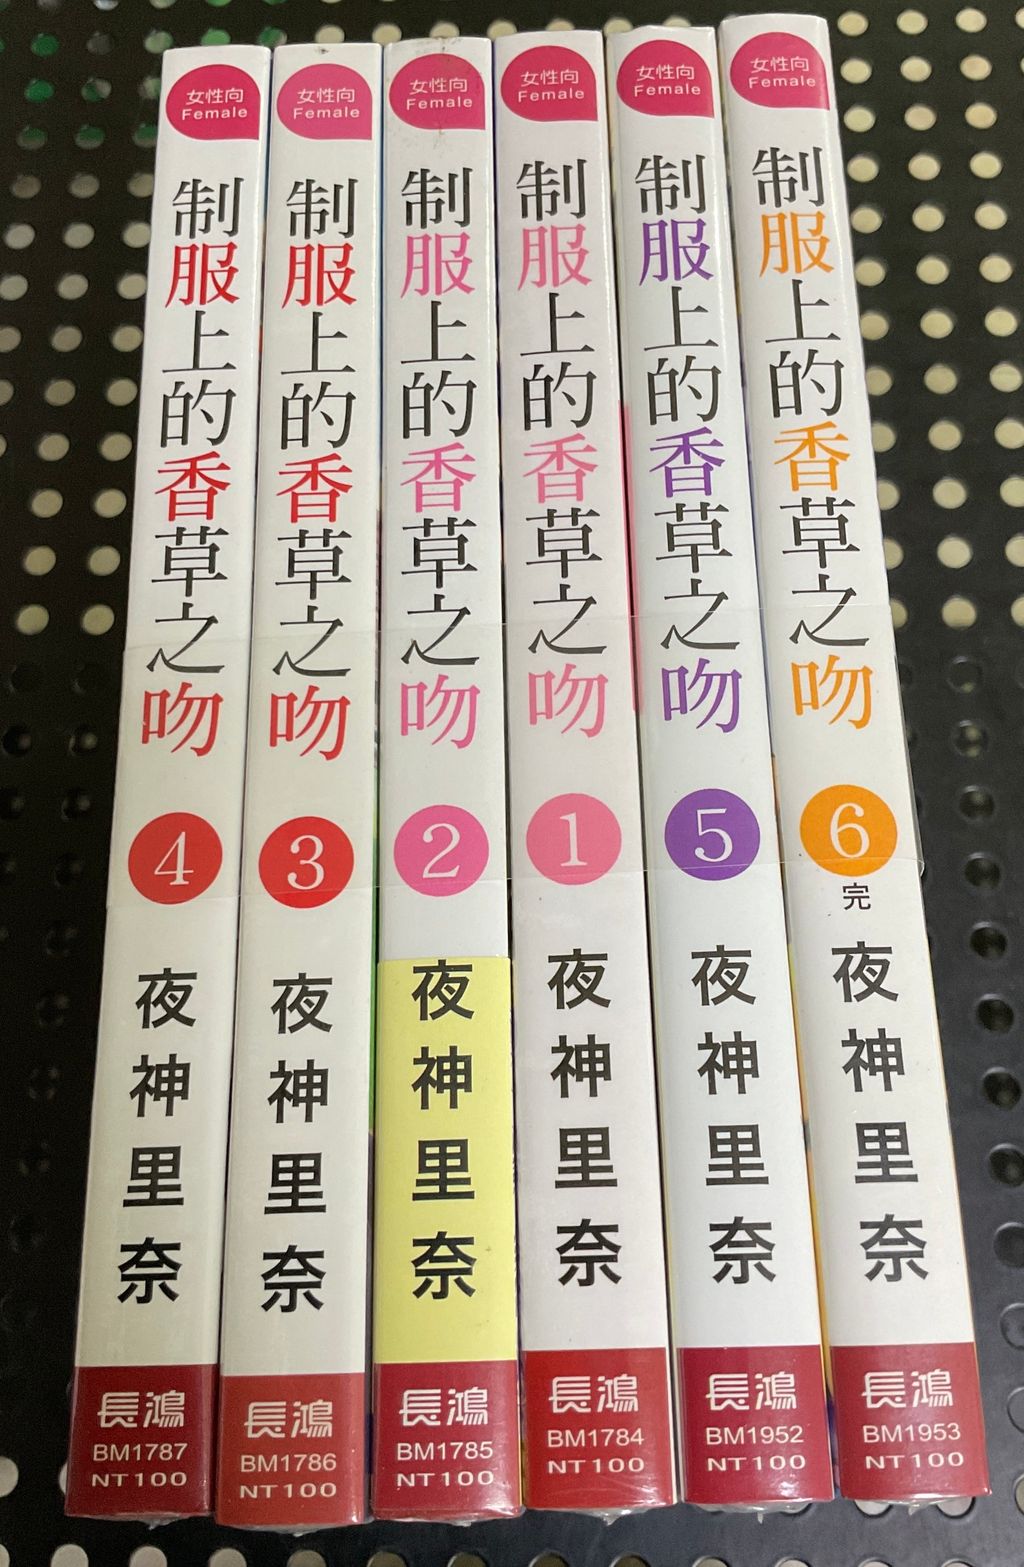 女性向
Female
制服上的香草之吻
4
夜神里奈
長鴻
BM1787
NT100
女性向
Female
制服上的香草之吻
3
夜神里奈
長鴻
BM1786
NT100
女性向
Female
制服上的香草之吻
2
夜神里奈
長鴻
BM1785
NT100
女性向
Female
制服上的香草之吻
1
夜神里奈
長鴻
BM1784
NT100
女性向
Female
制服上的香草之吻
5
夜神里奈
長鴻
BM1952
NT100
女性向
Female
制服上的香草之吻
6
完
夜神里奈
長鴻
BM1953
NT100